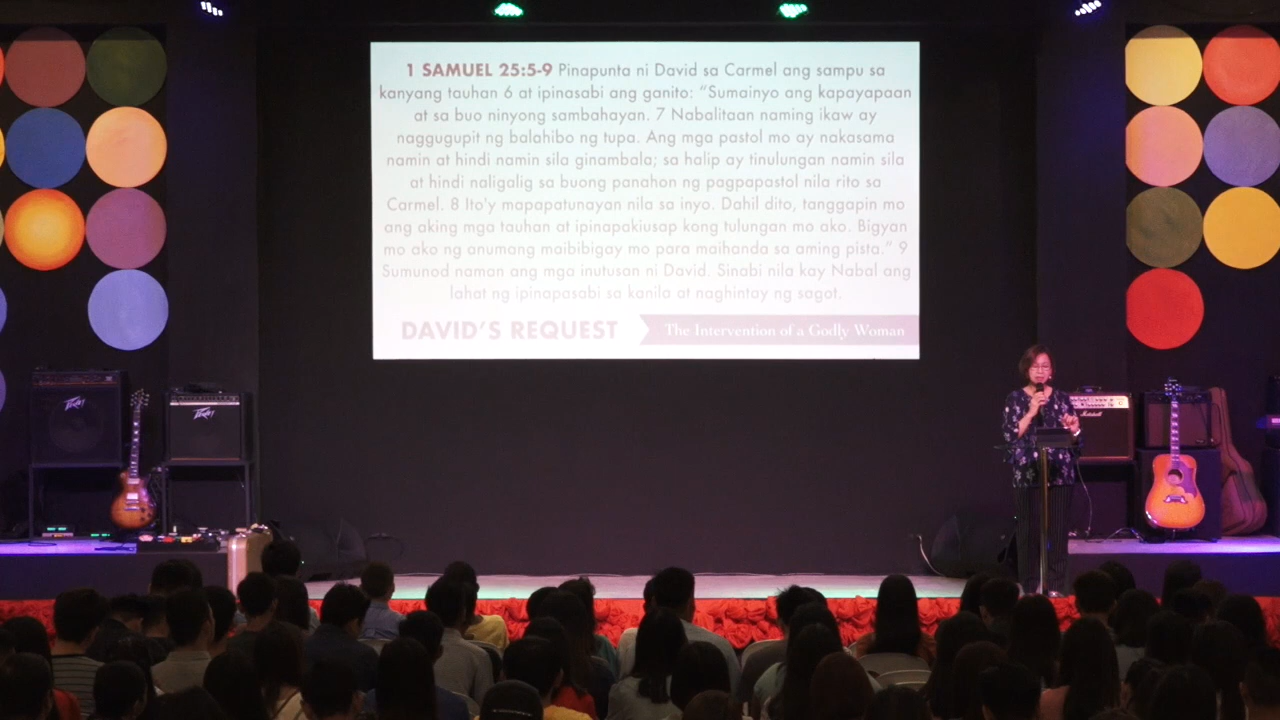 1 SAMUEL 25:5-9 Pinapunta ni David sa Carmel ang sampu sa
kanyang tauhan 6 at ipinasabi ang ganito: “Sumainyo ang kapayapaan
at sa buo ninyong sambahayan. 7 Nabalitaan naming ikaw ay
naggugupit ng balahibo ng tupa. Ang mga pastol mo ay nakasama
namin at hindi namin sila ginambala; sa halip ay tinulungan namin sila
at hindi naligalig sa buong panahon ng pagpapastol nila rito sa
Carmel. 8 Ito'y mapapatunayan nila sa inyo. Dahil dito, tanggapin mo
ang aking mga tauhan at ipinapakiusap kong tulungan mo ako. Bigyan
mo ako ng anumang maibibigay mo para maihanda sa aming pista.” 9
Sumunod naman ang mga inutusan ni David. Sinabi nila kay Nabal ang
lahat ng ipinapasabi sa kanila at naghintay ng sagot.
DAVID'S REQUEST
The Intervention of a Godly Woman
PEAVEY
PEAVEY
Marshall